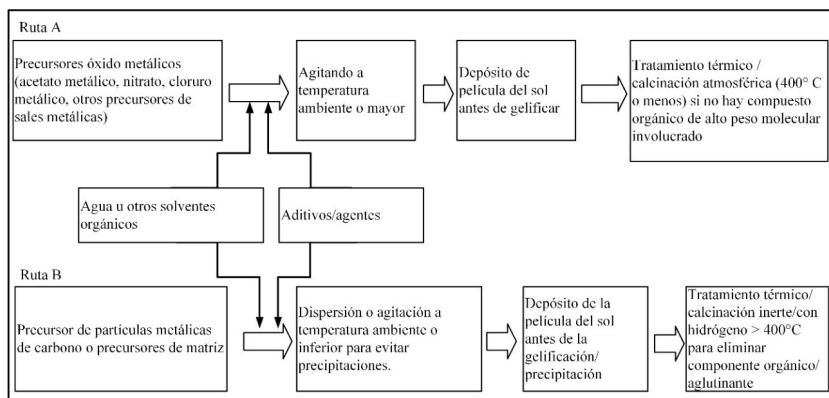 Ruta A
Precursores óxido metálicos
(acetato metálico, nitrato, cloruro
metálico, otros precursores de
sales metálicas)
Agitando a
temperatura
ambiente o mayor
Depósito de
película del sol
antes de gelificar
Tratamiento térmico /
calcinación atmosférica (400° C
o menos) si no hay compuesto
orgánico de alto peso molecular
involucrado
Agua u otros solventes
orgánicos
Aditivos/agentes
Ruta B
Precursor de partículas metálicas
de carbono o precursores de matriz
Dispersión o agitación a
temperatura ambiente o
inferior para evitar
precipitaciones.
Depósito de la
película del sol
antes de la
gelificación/
precipitación
Tratamiento térmico/
calcinación inerte/con
hidrógeno > 400°C
para eliminar
componente orgánico/
aglutinante